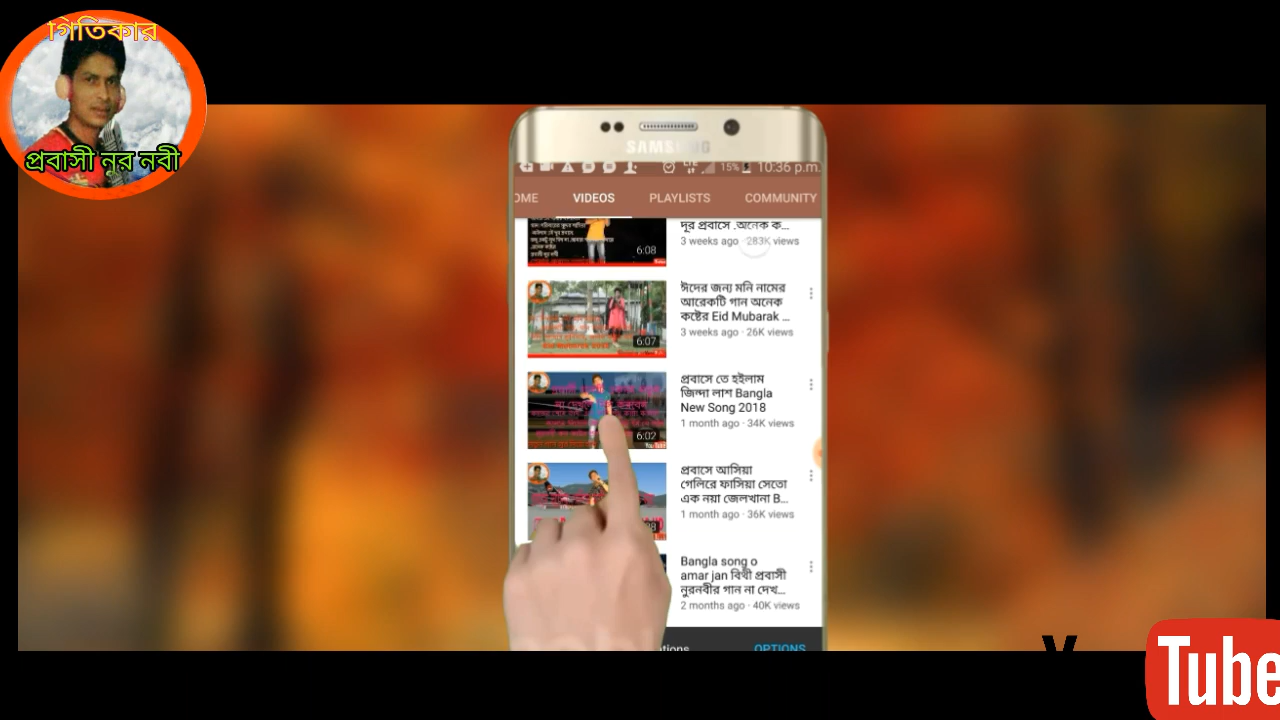 গিতিকার
প্রবাসী নুর নবী
SAMSUNG
15% 10:36 p.m.
OME VIDEOS PLAYLISTS COMMUNITY
দূর প্রবাসে .অনেক ক...
3 weeks ago · 283K views
6:08
ঈদের জন্য মনি নামের
আরেকটি গান অনেক
কষ্টের Eid Mubarak ...
3 weeks ago · 26K views
6:07
প্রবাসে তে হইলাম
জিন্দা লাশ Bangla
New Song 2018
1 month ago · 34K views
6:02
প্রবাসে আসিয়া
গেলিরে ফাসিয়া সেতো
এক নয়া জেলখানা B...
1 month ago · 36K views
Bangla song o
amar jan বিথী প্রবাসী
নুরনবীর গান না দেখ...
2 months ago · 40K views
OPTIONS
Tube